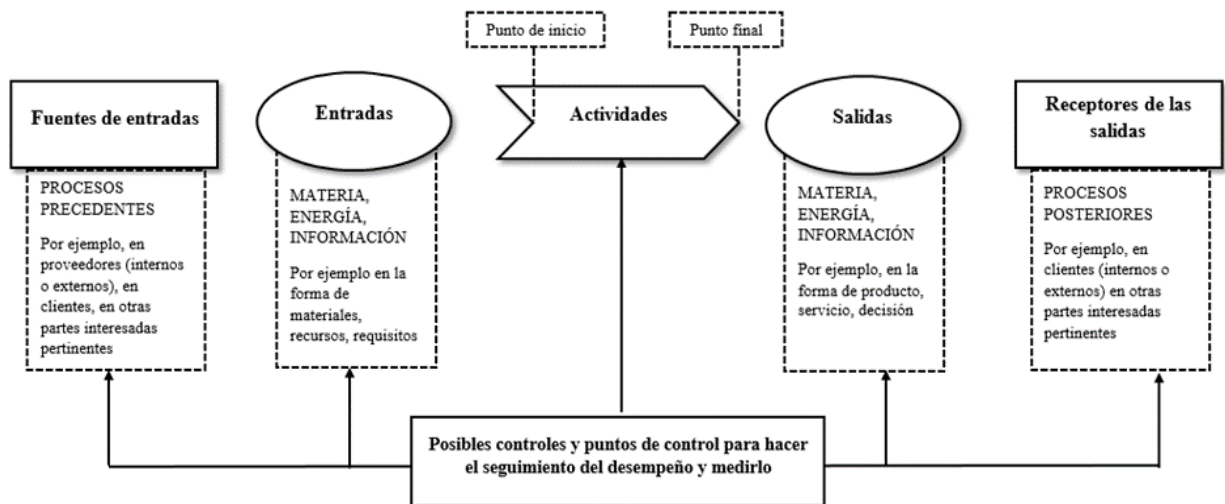 Punto de inicio
Punto final
Fuentes de entradas
Entradas
Actividades
Salidas
Receptores de las
salidas
PROCESOS
PRECEDENTES
Por ejemplo, en
proveedores (internos
o externos), en
clientes, en otras
partes interesadas
pertinentes
MATERIA,
ENERGÍA,
INFORMACIÓN
Por ejemplo en la
forma de
materiales,
recursos, requisitos
MATERIA,
ENERGÍA,
INFORMACIÓN
Por ejemplo, en la
forma de producto,
servicio, decisión
PROCESOS
POSTERIORES
Por ejemplo, en
clientes (internos o
externos) en otras
partes interesadas
pertinentes
Posibles controles y puntos de control para hacer
el seguimiento del desempeño y medirlo